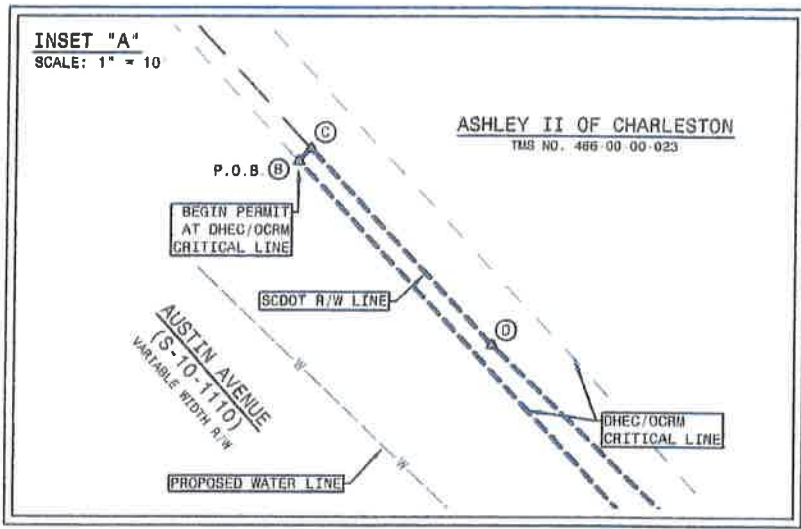 INSET "A"
SCALE: 1" = 10'
ASHLEY II OF CHARLESTON
TMS NO. 466-00-00-023
C
P.O.B. B
BEGIN PERMIT
AT DHEC/OCRM
CRITICAL LINE
SCDOT R/W LINE
D
AUSTIN AVENUE
(S-10-1110)
VARIABLE WIDTH R/W
W
DHEC/OCRM
CRITICAL LINE
W
PROPOSED WATER LINE